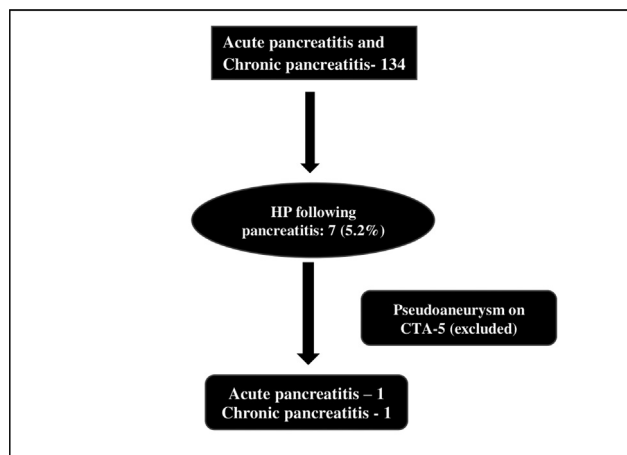 Acute pancreatitis and
Chronic pancreatitis- 134
HP following
pancreatitis: 7 (5.2%)
Pseudoaneurysm on
CTA-5 (excluded)
Acute pancreatitis – 1
Chronic pancreatitis - 1